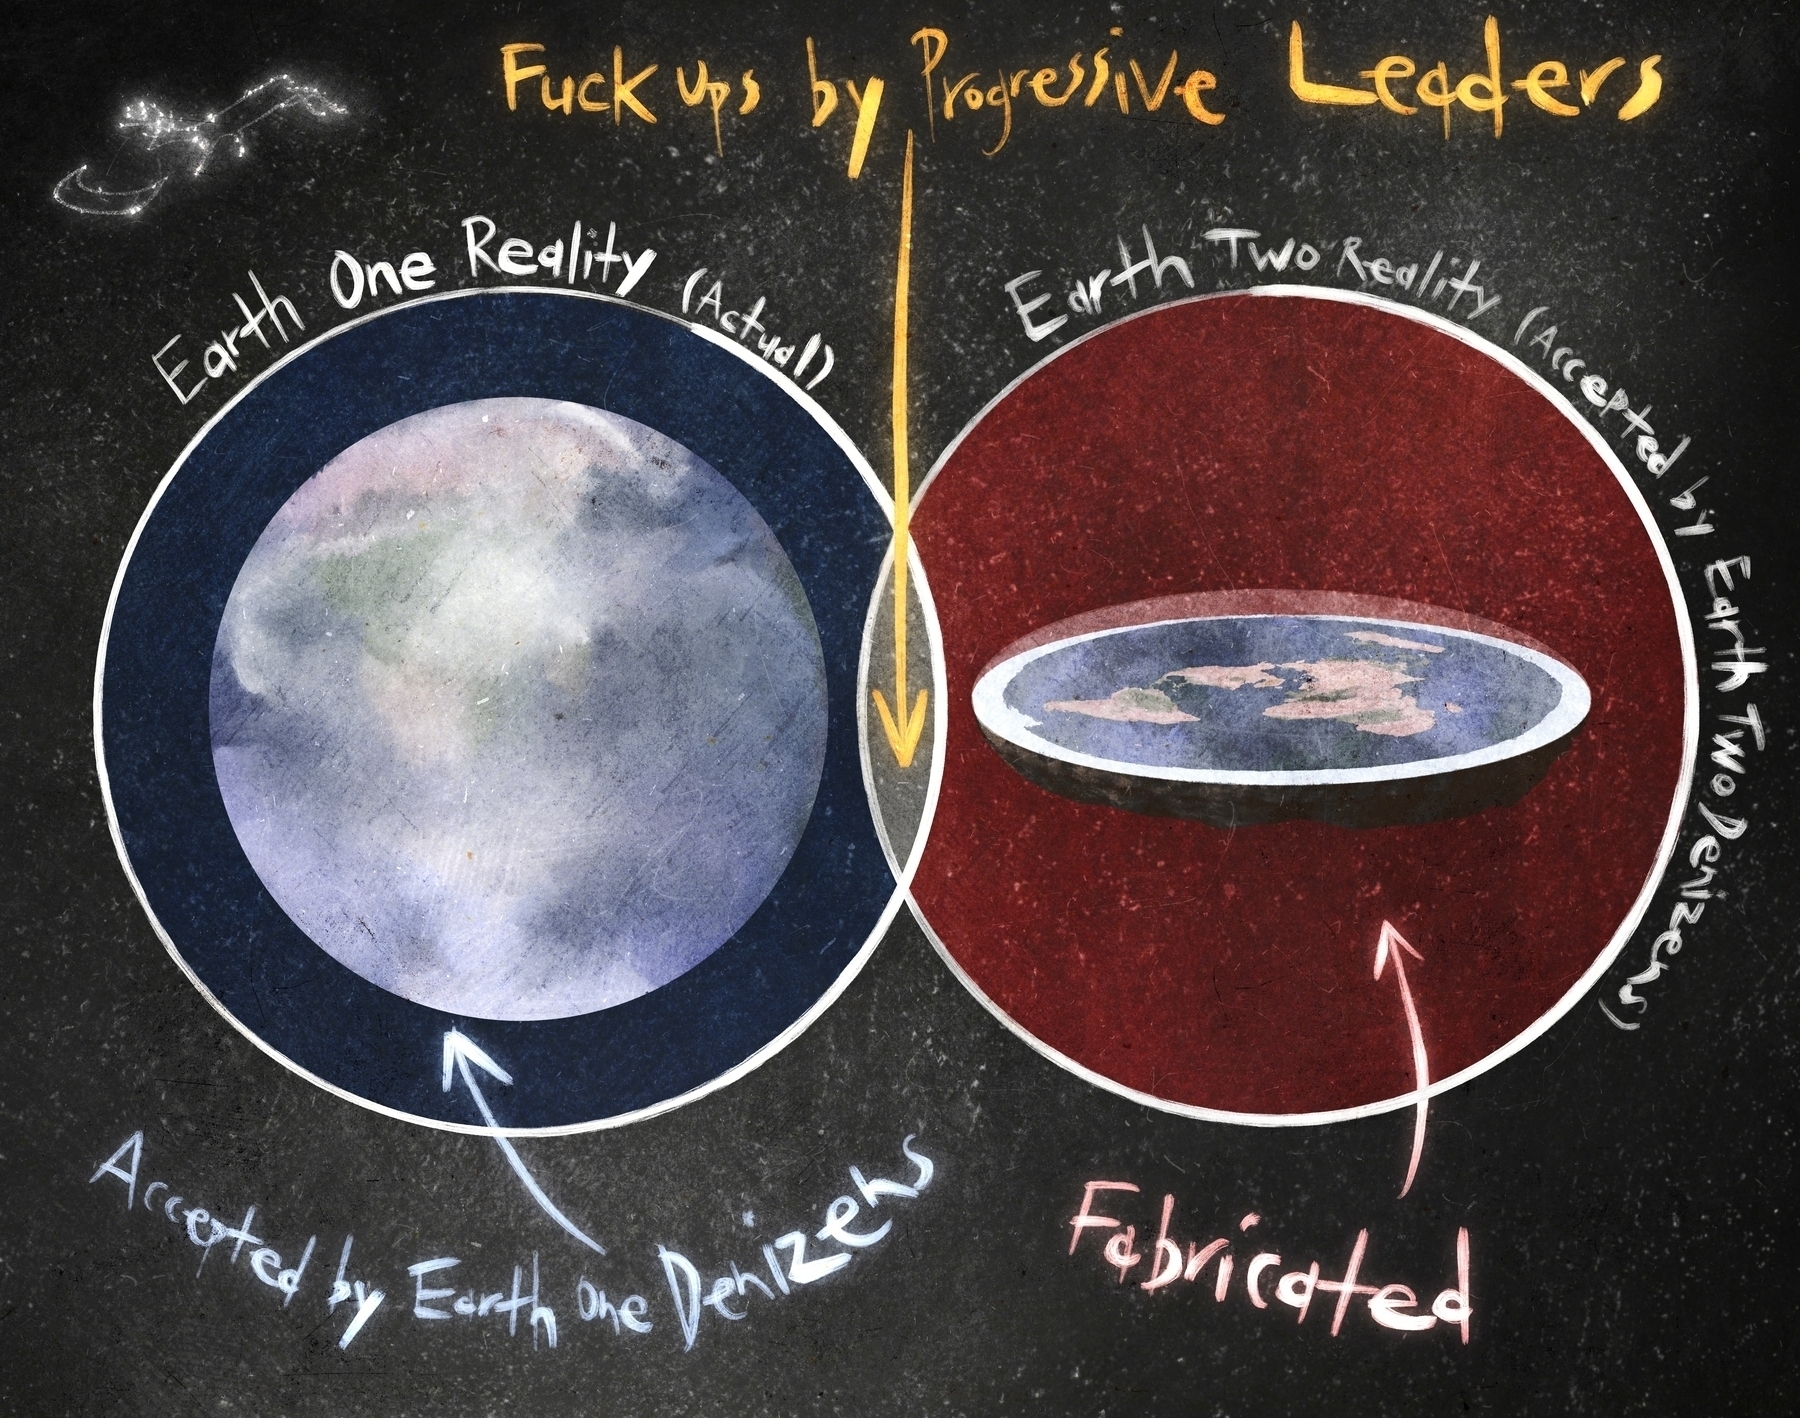 Fuck ups by Progressive Leaders
Earth One Reality (Actual)
Earth Two Reality (Accepted by Earth Two Denizens)
Accepted by Earth One Denizens
Fabricated